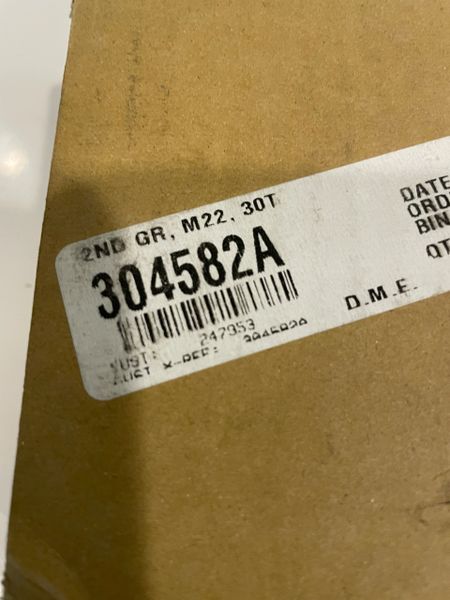 2ND GR, M22, 30T
304582A
CUST: 247953
CUST X-REF:
DATE
ORD
BIN
QT
D.M.E.